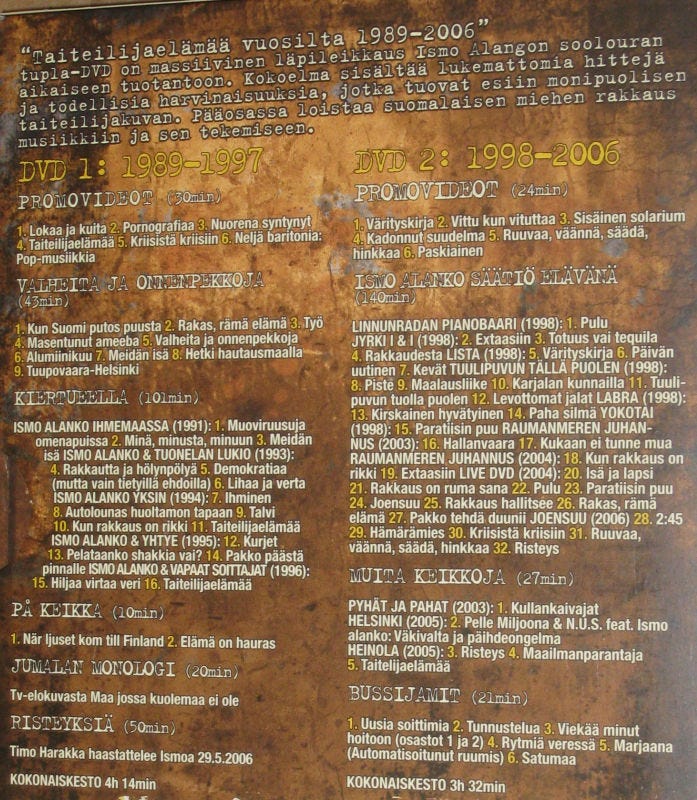 "Taiteilijaelämää vuosilta 1989-2006"
tupla-DVD on massiivinen läpileikkaus Ismo Alangon soolouran
aikaiseen tuotantoon. Kokoelma sisältää lukemattomia hittejä
ja todellisia harvinaisuuksia, jotka tuovat esiin monipuolisen
taiteilijakuvan. Pääosassa loistaa suomalaisen miehen rakkaus
musiikkiin ja sen tekemiseen.
DVD 1: 1989-1997
PROMOVIDEOT (30min)
1. Lokaa ja kuita 2. Pornografiaa 3. Nuorena syntynyt
4. Taiteilijaelämää 5. Kriisistä kriisiin 6. Neljä baritonia:
Pop-musiikkia
VALHEITA JA ONNENPEKKOJA
(43min)
1. Kun Suomi putos puusta 2. Rakas, rämä elämä 3. Työ
4. Masentunut ameeba 5. Valheita ja onnenpekkoja
6. Alumiinikuu 7. Meidän isä 8. Hetki hautausmaalla
9. Tuupovaara-Helsinki
KIERTUEELLA (101min)
ISMO ALANKO IHMEMAASSA (1991): 1. Muoviruusuja
omenapuissa 2. Minä, minusta, minuun 3. Meidän
isä ISMO ALANKO & TUONELAN LUKIO (1993):
4. Rakkautta ja hölynpölyä 5. Demokratiaa
(mutta vain tietyillä ehdoilla) 6. Lihaa ja verta
ISMO ALANKO YKSIN (1994): 7. Ihminen
8. Autolounas huoltamon tapaan 9. Talvi
10. Kun rakkaus on rikki 11. Taiteilijaelämää
ISMO ALANKO & YHTYE (1995): 12. Kurjet
13. Pelataanko shakkia vai? 14. Pakko päästä
pinnalle ISMO ALANKO & VAPAAT SOITTAJAT (1996):
15. Hiljaa virtaa veri 16. Taiteilijaelämää
PÅ KEIKKA (10min)
1. När ljuset kom till Finland 2. Elämä on hauras
JUMALAN MONOLOGI (20min)
Tv-elokuvasta Maa jossa kuolemaa ei ole
RISTEYKSIÄ (50min)
Timo Harakka haastattelee Ismoa 29.5.2006
KOKONAISKESTO 4h 14min
DVD 2: 1998-2006
PROMOVIDEOT (24min)
1. Värityskirja 2. Vittu kun vituttaa 3. Sisäinen solarium
4. Kadonnut suudelma 5. Ruuvaa, väännä, säädä,
hinkkaa 6. Paskiainen
ISMO ALANKO SÄÄTIÖ ELÄVÄNÄ
(140min)
LINNUNRADAN PIANOBAARI (1998): 1. Pulu
JYRKI I & I (1998): 2. Extaasiin 3. Totuus vai tequila
4. Rakkaudesta LISTA (1998): 5. Värityskirja 6. Päivän
uutinen 7. Kevät TUULIPUVUN TÄLLÄ PUOLEN (1998):
8. Piste 9. Maalausliike 10. Karjalan kunnailla 11. Tuuli-
puvun tuolla puolen 12. Levottomat jalat LABRA (1998):
13. Kirskainen hyvätyinen 14. Paha silmä YOKOTAI
(1998): 15. Paratiisin puu RAUMANMEREN JUHAN-
NUS (2003): 16. Hallanvaara 17. Kukaan ei tunne mua
RAUMANMEREN JUHANNUS (2004): 18. Kun rakkaus on
rikki 19. Extaasiin LIVE DVD (2004): 20. Isä ja lapsi
21. Rakkaus on ruma sana 22. Pulu 23. Paratiisin puu
24. Joensuu 25. Rakkaus hallitsee 26. Rakas, rämä
elämä 27. Pakko tehdä duunii JOENSUU (2006) 28. 2:45
29. Hämärämies 30. Kriisistä kriisiin 31. Ruuvaa,
väännä, säädä, hinkkaa 32. Risteys
MUITA KEIKKOJA (27min)
PYHÄT JA PAHAT (2003): 1. Kullankaivajat
HELSINKI (2005): 2. Pelle Miljoona & N.U.S. feat. Ismo
alanko: Väkivalta ja päihdeongelma
HEINOLA (2005): 3. Risteys 4. Maailmanparantaja
5. Taitelijaelämää
BUSSIJAMIT (21min)
1. Uusia soittimia 2. Tunnustelua 3. Viekää minut
hoitoon (osastot 1 ja 2) 4. Rytmiä veressä 5. Marjaana
(Automatisoitunut ruumis) 6. Satumaa
KOKONAISKESTO 3h 32min